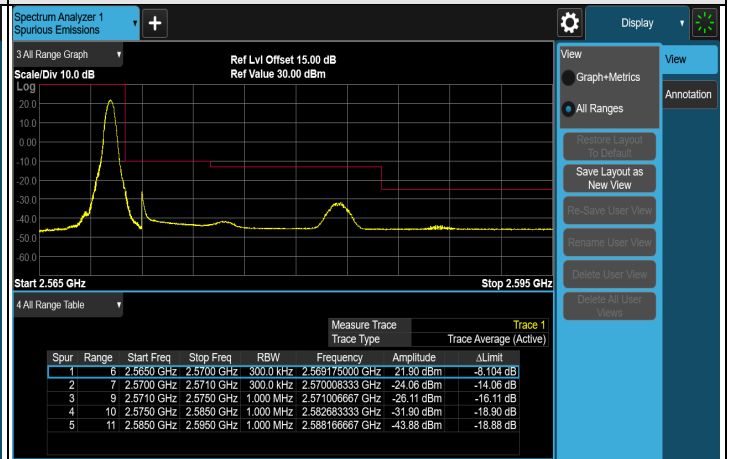 Spectrum Analyzer 1
Spurious Emissions
Display
3 All Range Graph
Scale/Div 10.0 dB
Ref Lvl Offset 15.00 dB
Ref Value 30.00 dBm
Log
20.0
10.0
0.00
-10.0
-20.0
-30.0
-40.0
-50.0
-60.0
Start 2.565 GHz
Stop 2.595 GHz
View
Graph+Metrics
All Ranges
Restore Layout
To Default
Save Layout as
New View
Re-Save User View
Rename User View
Delete User View
Delete All User
Views
View
Annotation
4 All Range Table
Measure Trace Trace 1
Trace Type Trace Average (Active)
Spur Range Start Freq Stop Freq RBW Frequency Amplitude ΔLimit
1 6 2.5650 GHz 2.5700 GHz 300.0 kHz 2.569175000 GHz 21.90 dBm -8.104 dB
2 7 2.5700 GHz 2.5710 GHz 300.0 kHz 2.570008333 GHz -24.06 dBm -14.06 dB
3 9 2.5710 GHz 2.5750 GHz 1.000 MHz 2.571006667 GHz -26.11 dBm -16.11 dB
4 10 2.5750 GHz 2.5850 GHz 1.000 MHz 2.582683333 GHz -31.90 dBm -18.90 dB
5 11 2.5850 GHz 2.5950 GHz 1.000 MHz 2.588166667 GHz -43.88 dBm -18.88 dB